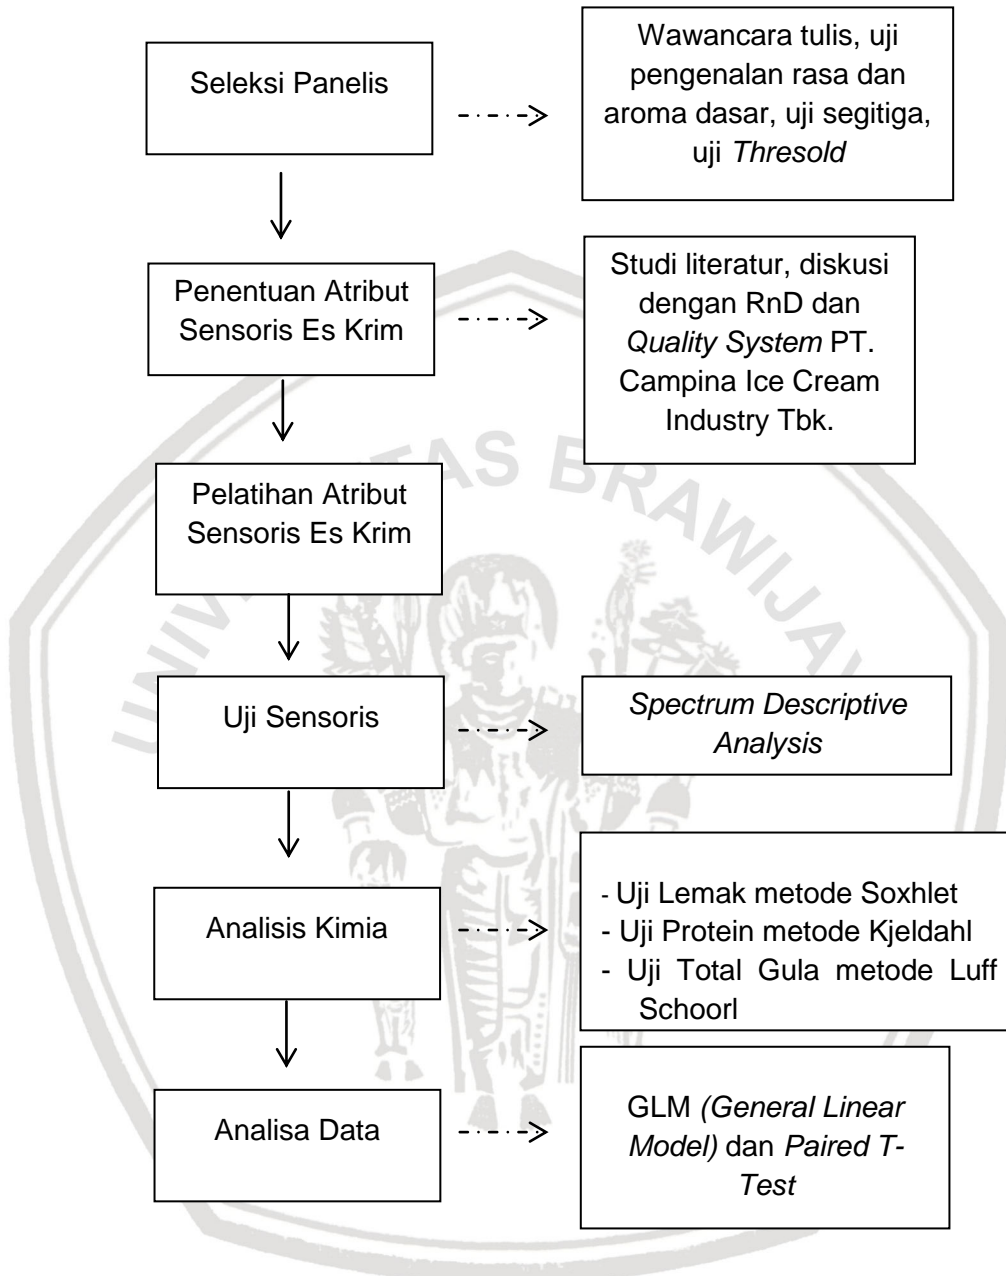 Seleksi Panelis
Wawancara tulis, uji
pengenalan rasa dan
aroma dasar, uji segitiga,
uji Thresold
Penentuan Atribut
Sensoris Es Krim
Studi literatur, diskusi
dengan RnD dan
Quality System PT.
Campina Ice Cream
Industry Tbk.
Pelatihan Atribut
Sensoris Es Krim
Uji Sensoris
Spectrum Descriptive
Analysis
Analisis Kimia
- Uji Lemak metode Soxhlet
- Uji Protein metode Kjeldahl
- Uji Total Gula metode Luff
Schoorl
Analisa Data
GLM (General Linear
Model) dan Paired T-
Test
TAS BRAWIJAY
UNIV